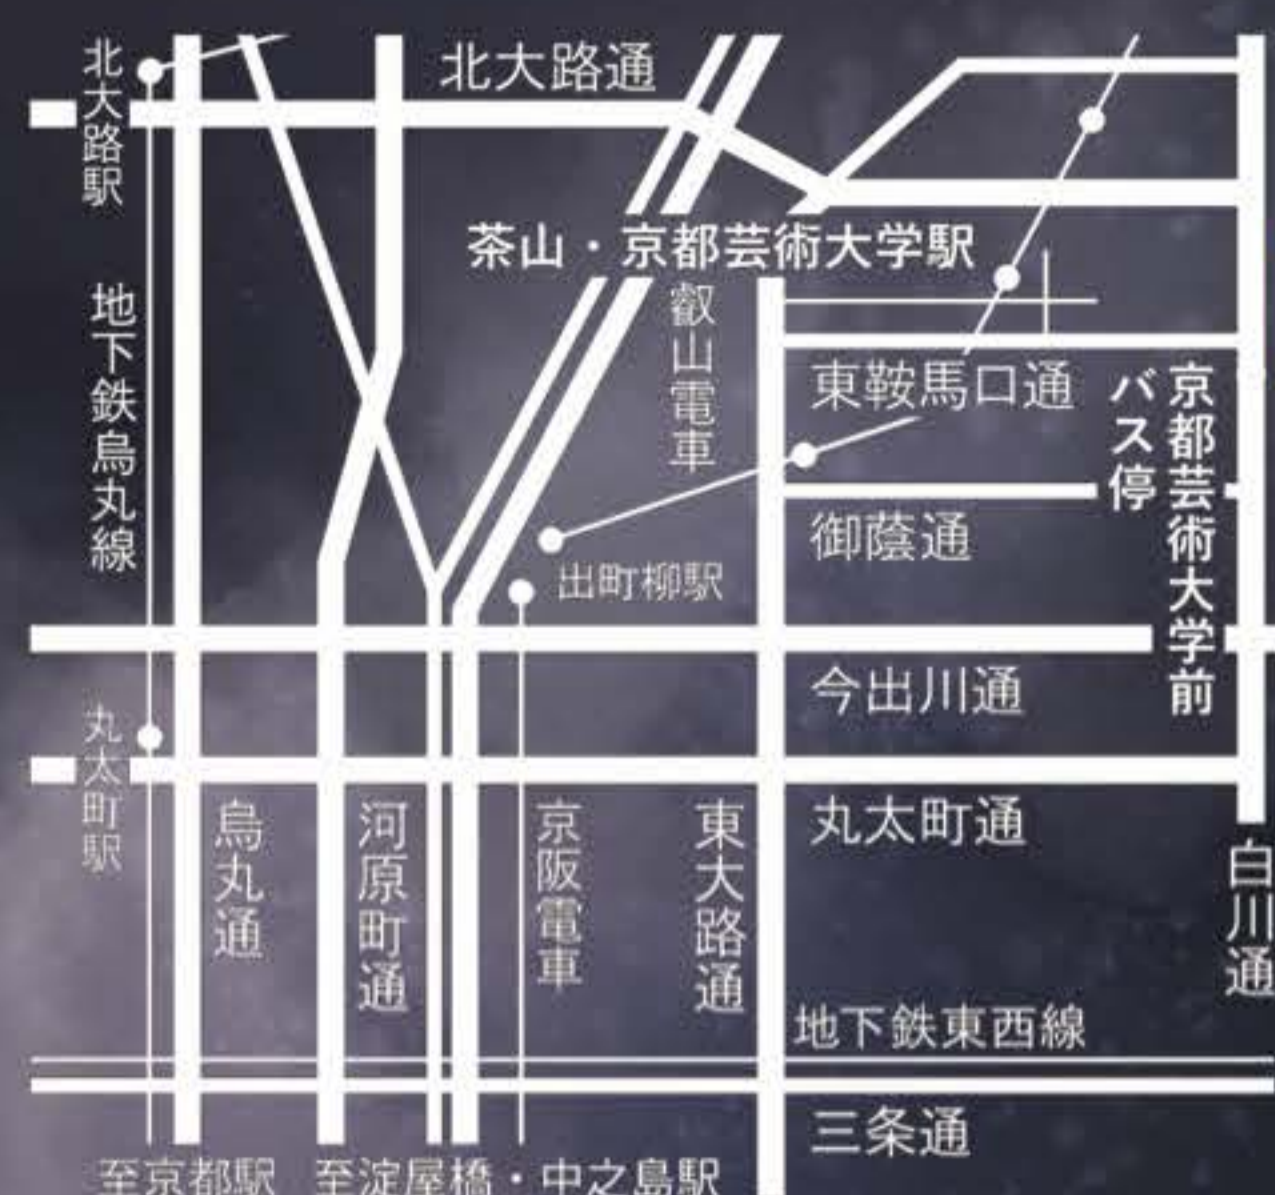 北大路駅
北大路通
茶山・京都芸術大学駅
地下鉄烏丸線
叡山電車
東鞍馬口通
京都芸術大学前
バス停
御蔭通
出町柳駅
今出川通
丸太町駅
丸太町通
烏丸通
河原町通
京阪電車
東大路通
白川通
地下鉄東西線
三条通
至京都駅
至淀屋橋・中之島駅